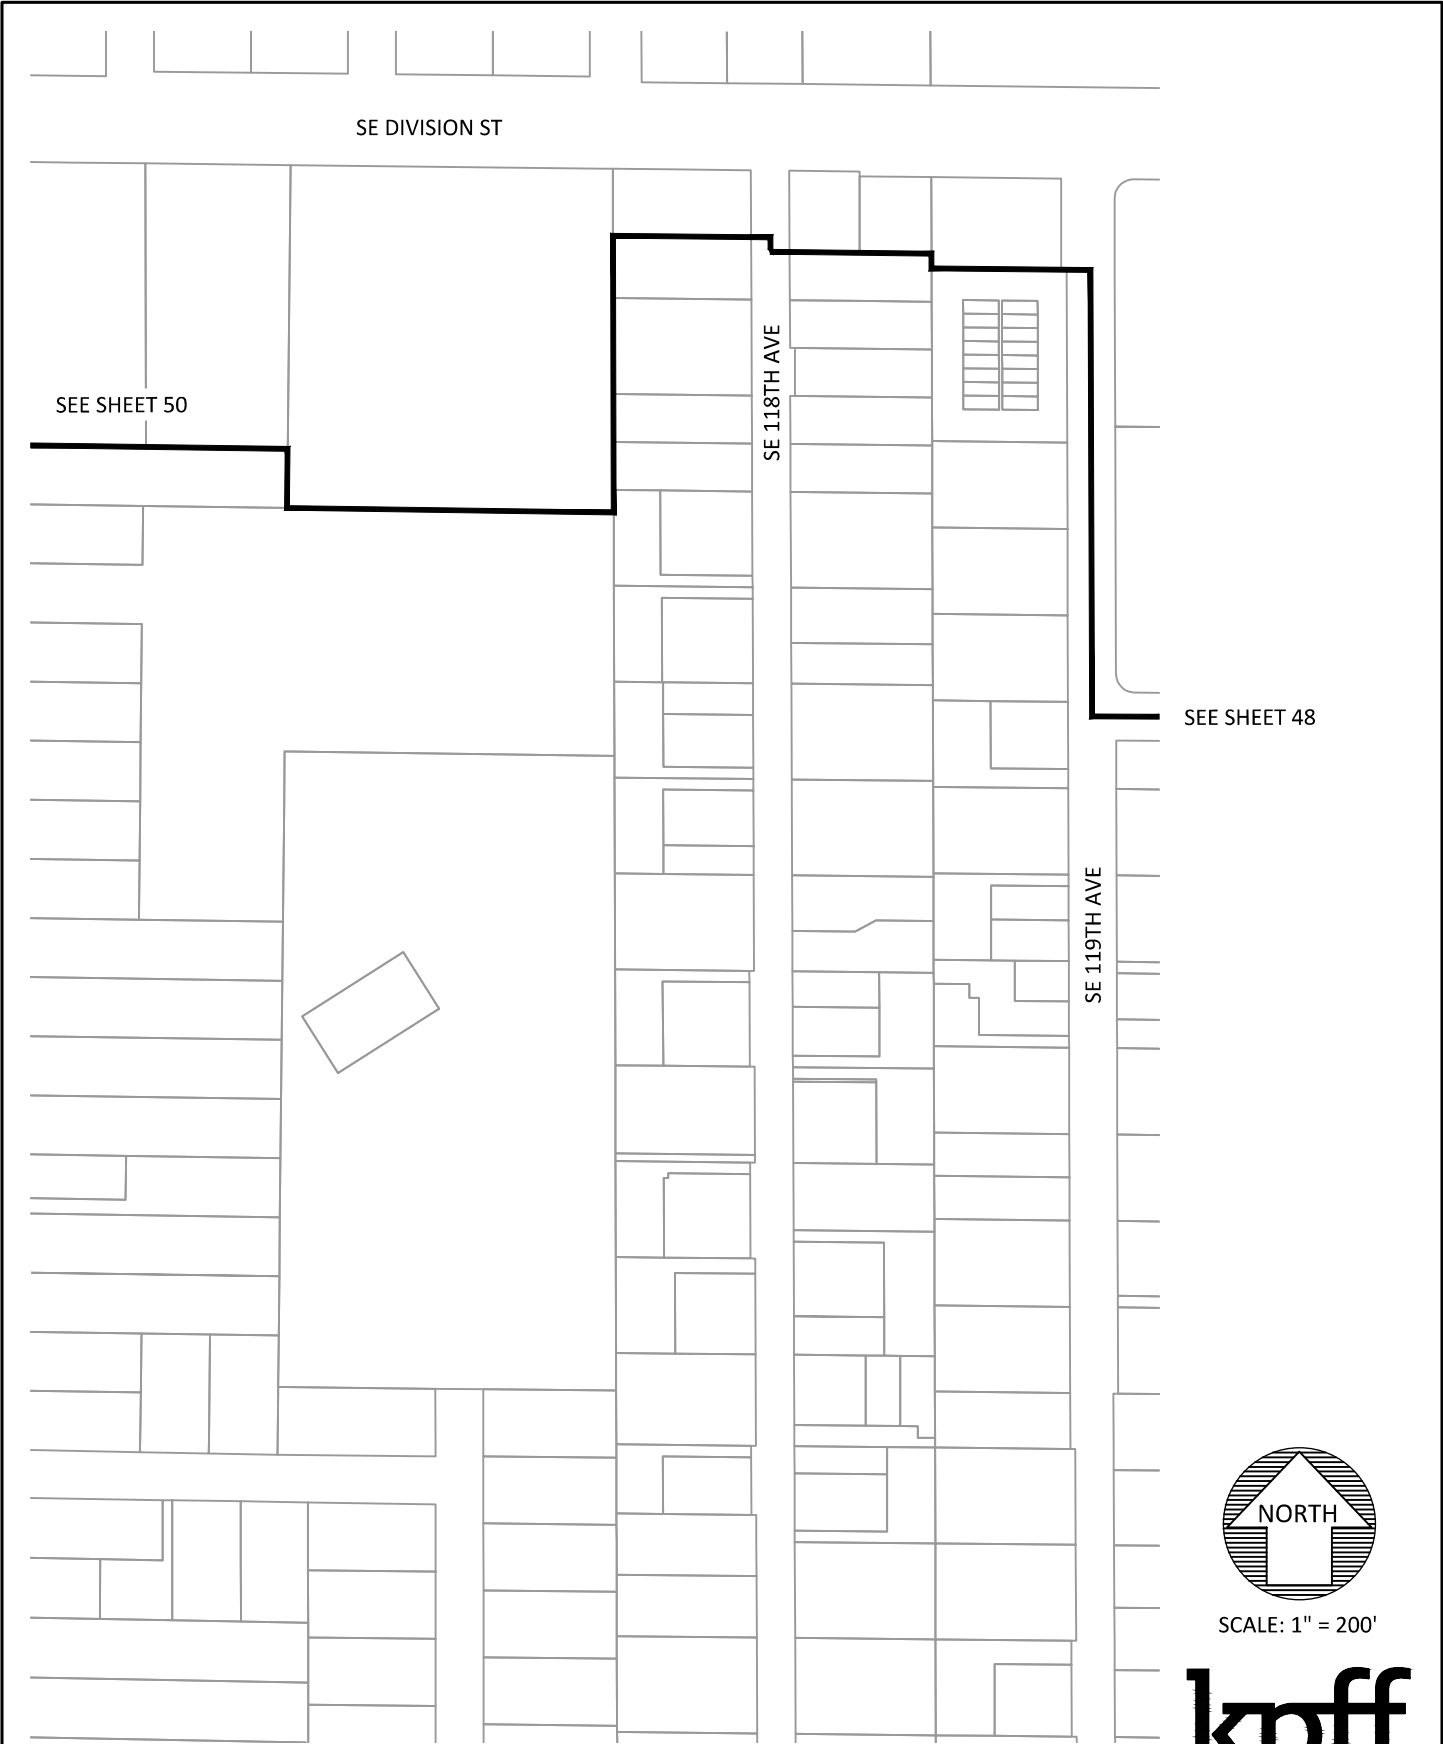 SE DIVISION ST
SE 118TH AVE
SEE SHEET 50
SEE SHEET 48
SE 119TH AVE
NORTH
SCALE: 1" = 200'
kpff